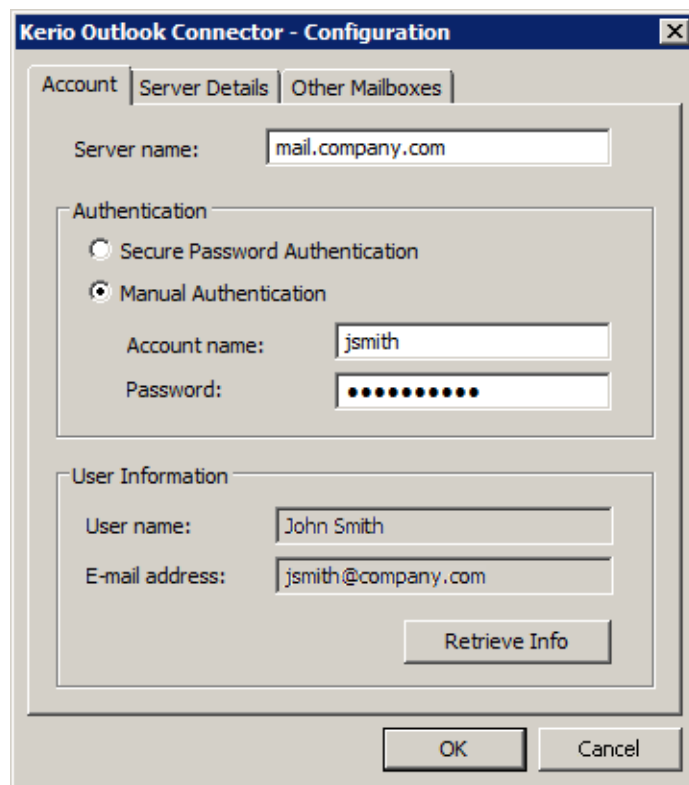 Kerio Outlook Connector - Configuration
Account Server Details Other Mailboxes
Server name: mail.company.com
Authentication
Secure Password Authentication
Manual Authentication
Account name: jsmith
Password: ●●●●●●●●●●
User Information
User name: John Smith
E-mail address: jsmith@company.com
Retrieve Info
OK Cancel